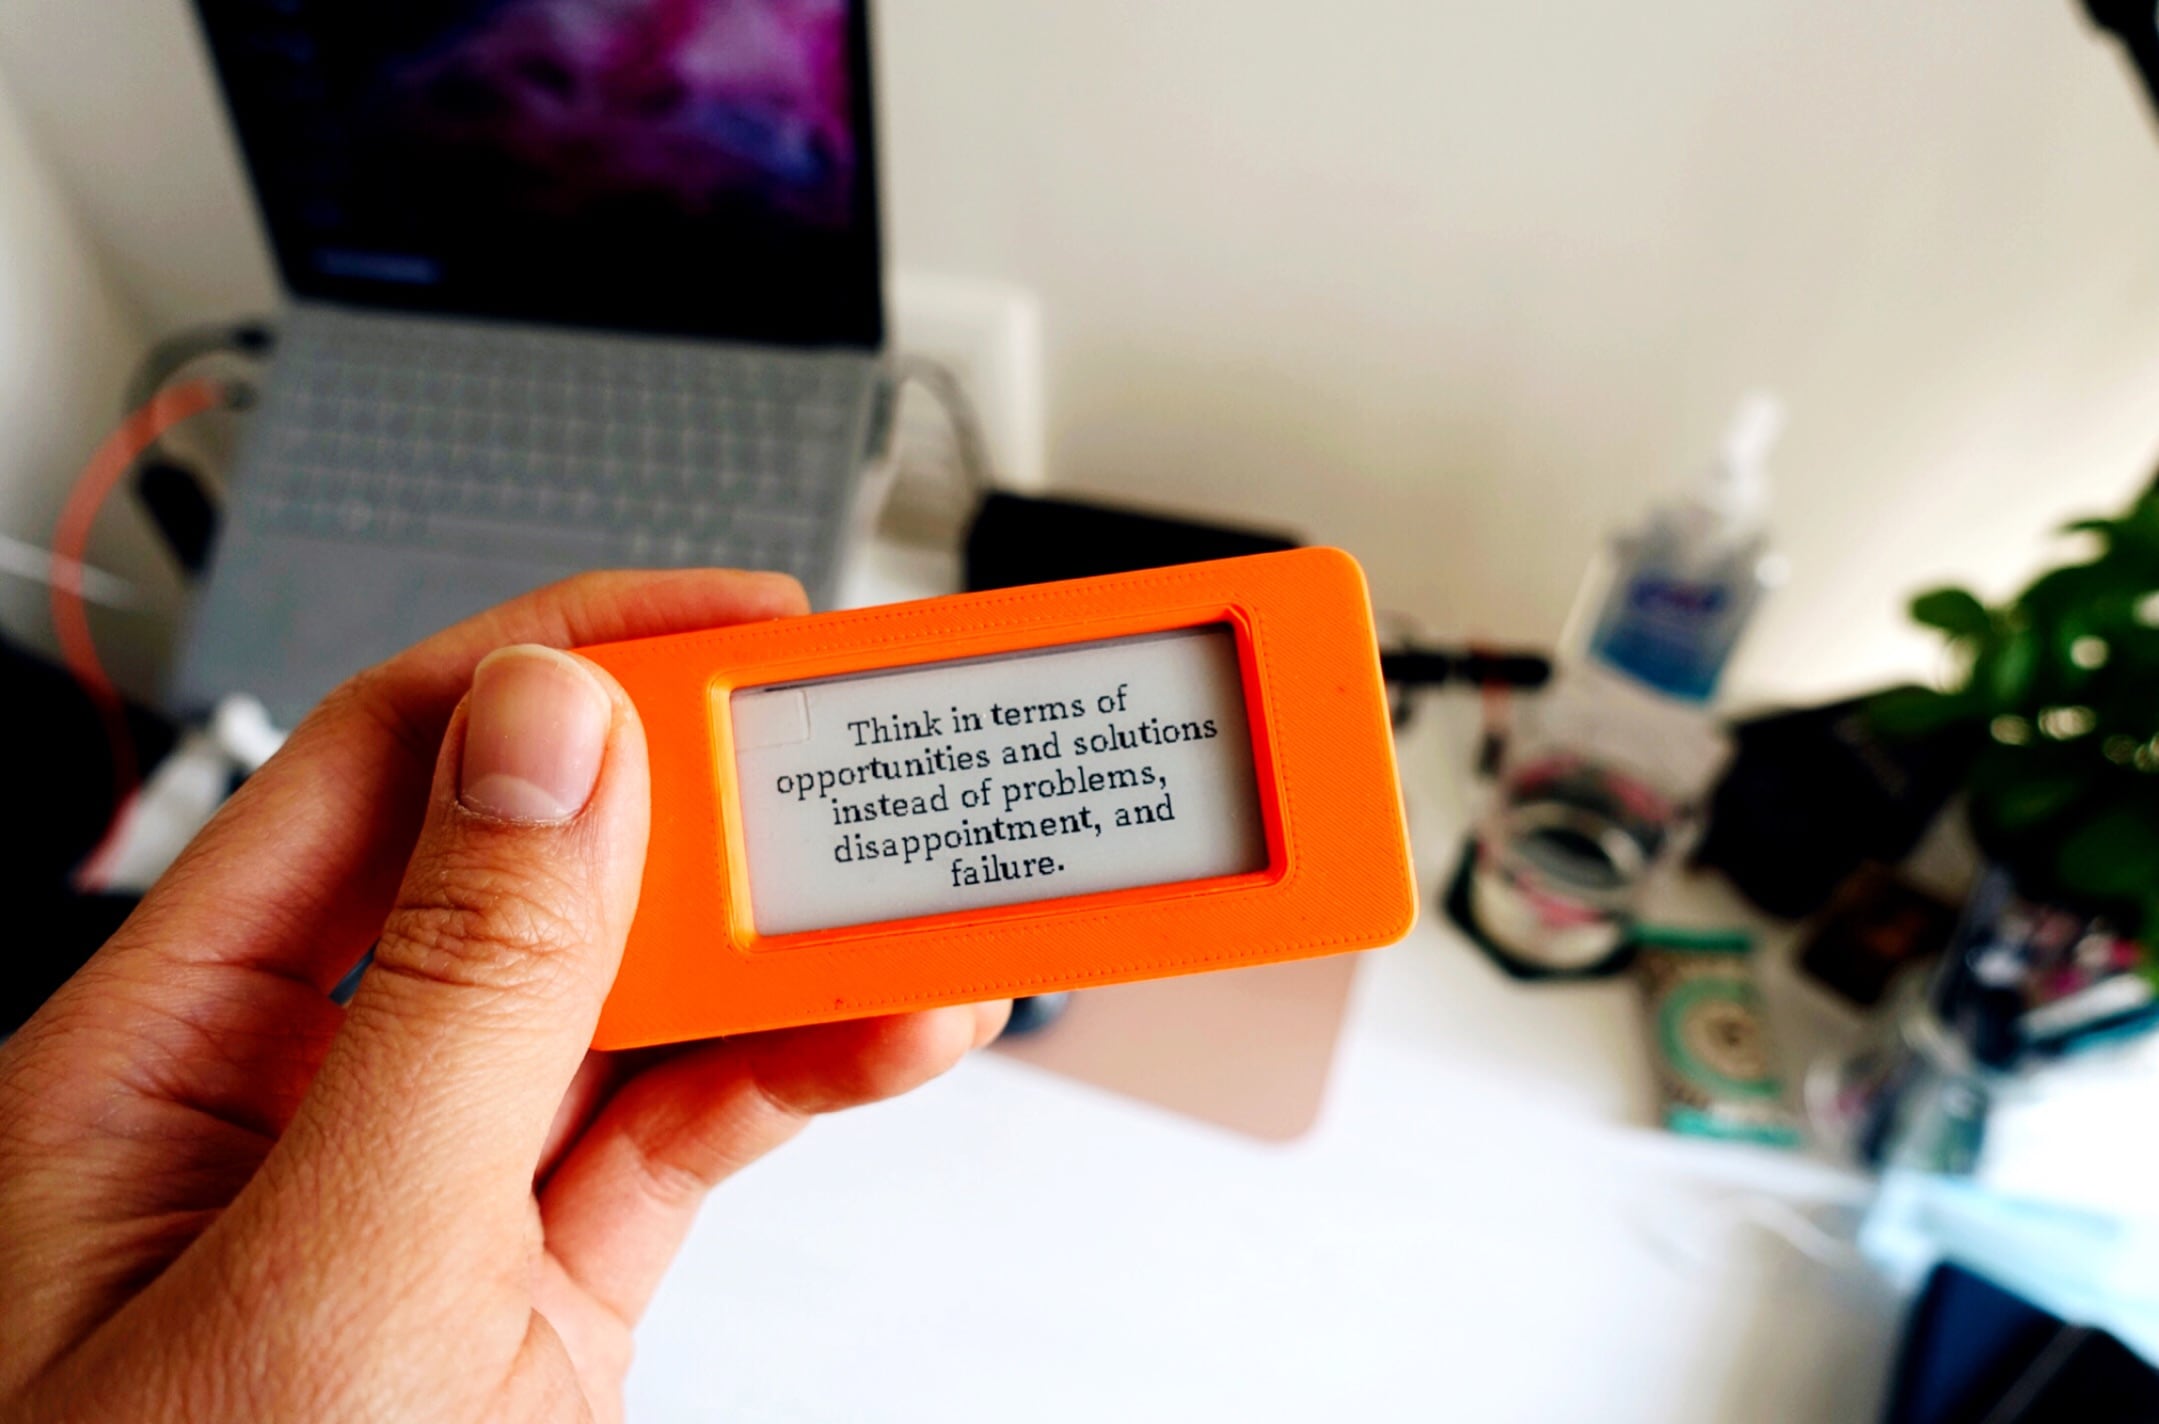 Think in terms of
opportunities and solutions
instead of problems,
disappointment, and
failure.